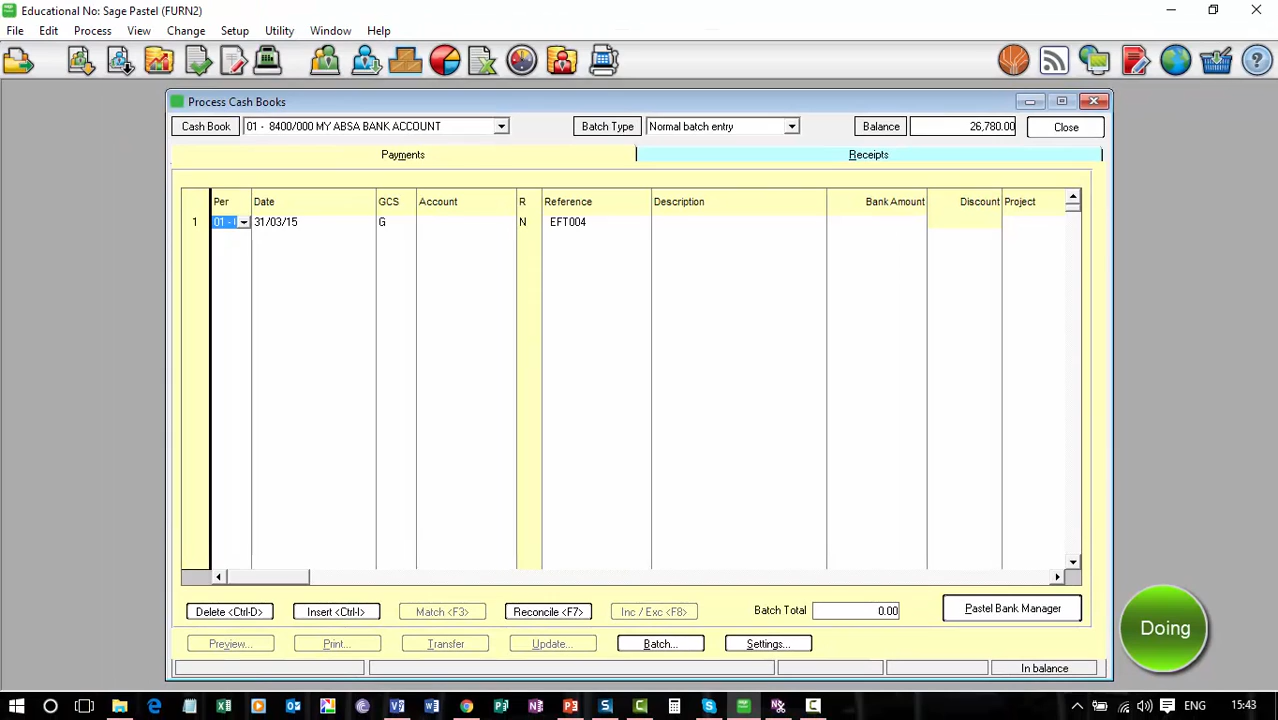 Educational No: Sage Pastel (FURN2)
File Edit Process View Change Setup Utility Window Help
Process Cash Books
Cash Book 01 - 8400/000 MY ABSA BANK ACCOUNT Batch Type Normal batch entry Balance 26,780.00 Close
Payments Receipts
Per Date GCS Account R Reference Description Bank Amount Discount Project
1 01 - 31/03/15 G N EFT004
Delete <Ctrl-D> Insert <Ctrl-I> Match <F3> Reconcile <F7> Inc / Exc <F8> Batch Total 0.00 Pastel Bank Manager
Preview... Print... Transfer Update... Batch... Settings...
Doing
In balance
ENG 15:43